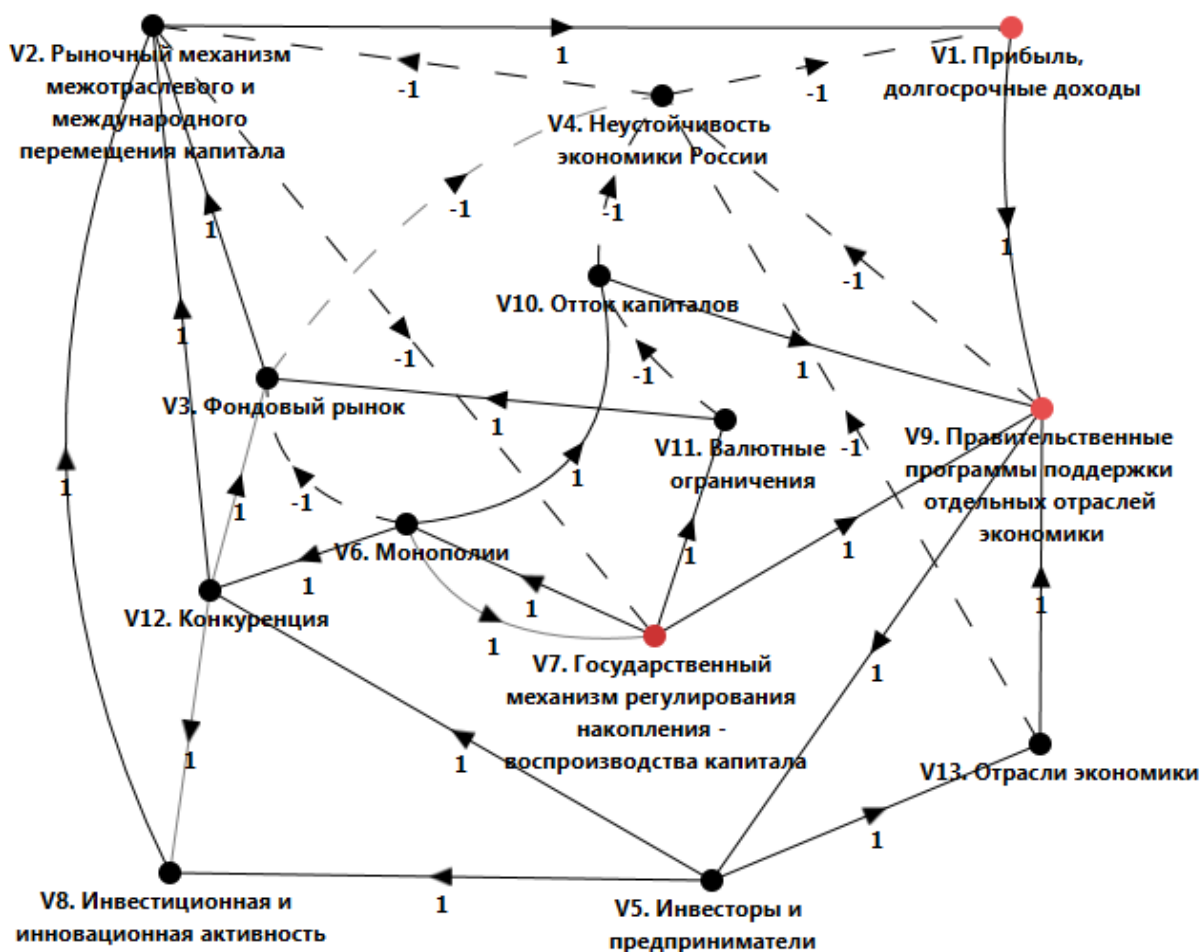 1
V2. Рыночный механизм
межотраслевого и
международного
перемещения капитала
-1
-1
V1. Прибыль,
долгосрочные доходы
V4. Неустойчивость
экономики России
-1
-1
1
1
-1
V10. Отток капиталов
1
-1
1
-1
-1
V3. Фондовый рынок
1
V11. Валютные
ограничения
-1
V9. Правительственные
программы поддержки
отдельных отраслей
экономики
1
1
-1
1
V6. Монополии
1
1
1
1
V12. Конкуренция
1
1
V7. Государственный
механизм регулирования
накопления -
воспроизводства капитала
1
1
1
V13. Отрасли экономики
1
V8. Инвестиционная и
инновационная активность
1
V5. Инвесторы и
предприниматели